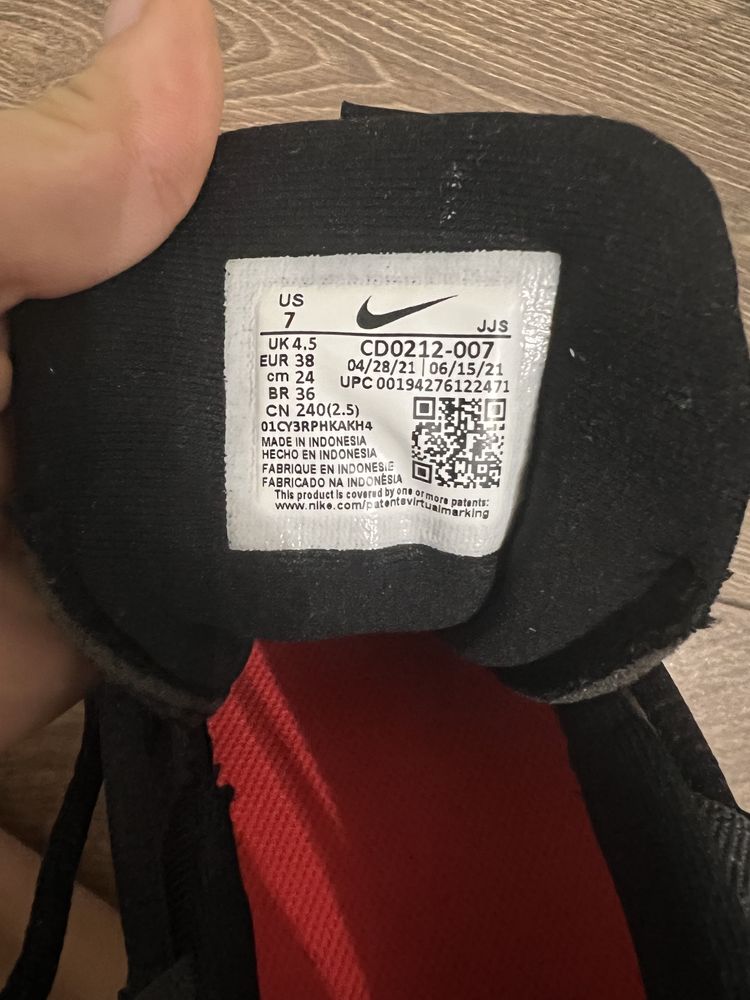 US
7
JJS
UK 4.5
EUR 38
cm 24
BR 36
CN 240(2.5)
CD0212-007
04/28/21 | 06/15/21
UPC 00194276122471
01CY3RPHKAKH4
MADE IN INDONESIA
HECHO EN INDONESIA
FABRIQUE EN INDONESIE
FABRICADO NA INDONÉSIA
This product is covered by one or more patents:
www.nike.com/patentsvirtualmarking